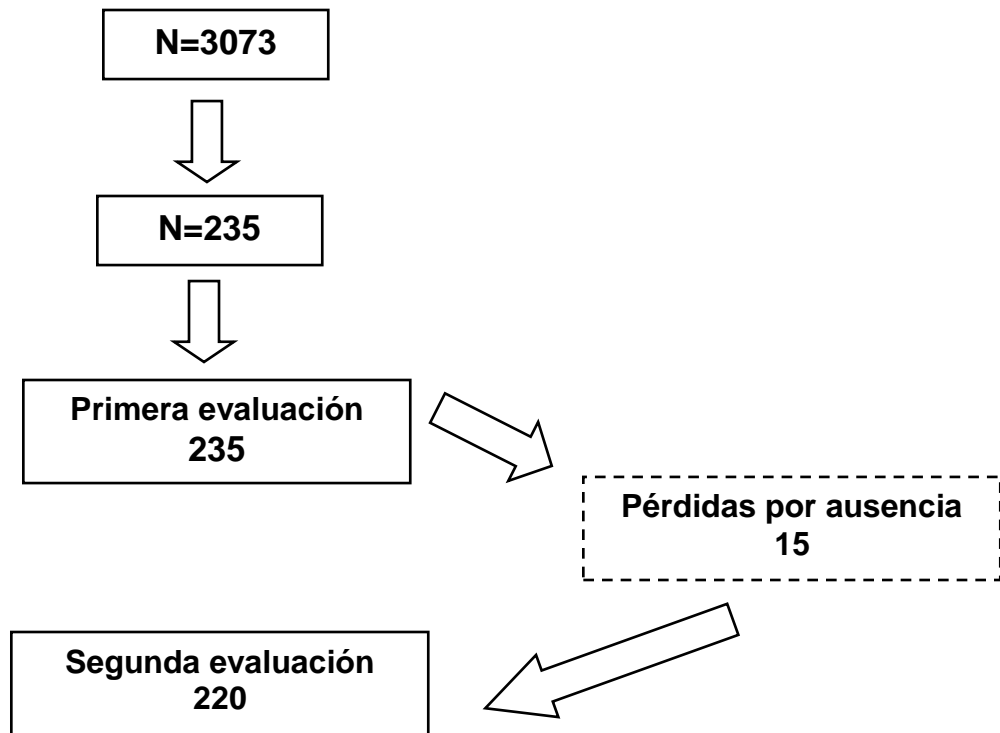 N=3073
N=235
Primera evaluación
235
Pérdidas por ausencia
15
Segunda evaluación
220